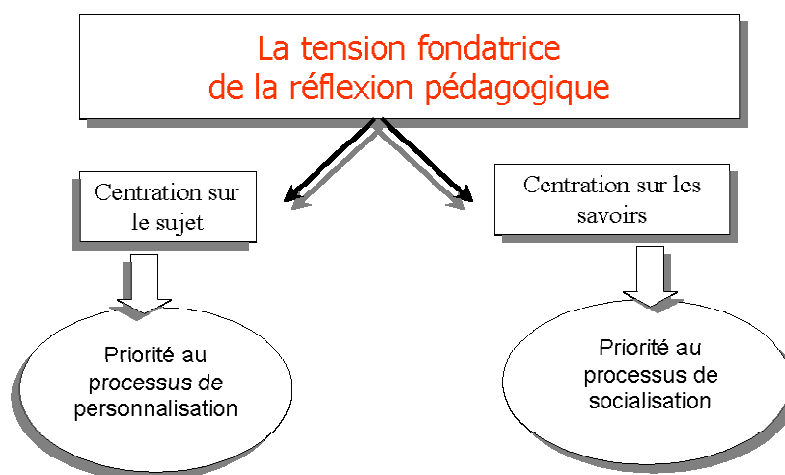 La tension fondatrice
de la réflexion pédagogique
Centration sur
le sujet
Centration sur les
savoirs
Priorité au
processus de
personnalisation
Priorité au
processus de
socialisation